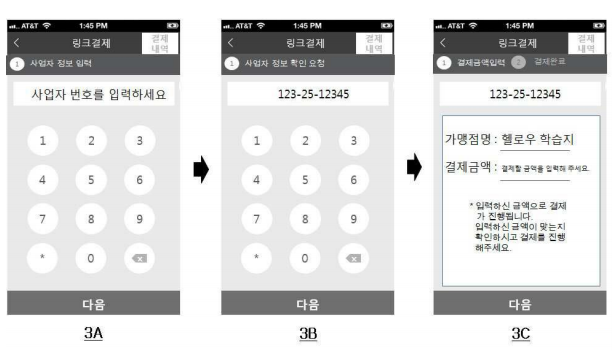 AT&T 1:45 PM
< 링크결제 결제
내역
1 사업자 정보 입력
사업자 번호를 입력하세요
1 2 3
4 5 6
7 8 9
* 0 x
다음
3A
AT&T 1:45 PM
< 링크결제 결제
내역
1 사업자 정보 확인 요청
123-25-12345
1 2 3
4 5 6
7 8 9
* 0 x
다음
3B
AT&T 1:45 PM
< 링크결제 결제
내역
1 결제금액입력 2 결제완료
123-25-12345
가맹점명 : 헬로우 학습지
결제금액 : 결제할 금액을 입력해 주세요.
* 입력하신 금액으로 결제
가 진행됩니다.
입력하신 금액이 맞는지
확인하시고 결제를 진행
해주세요.
다음
3C